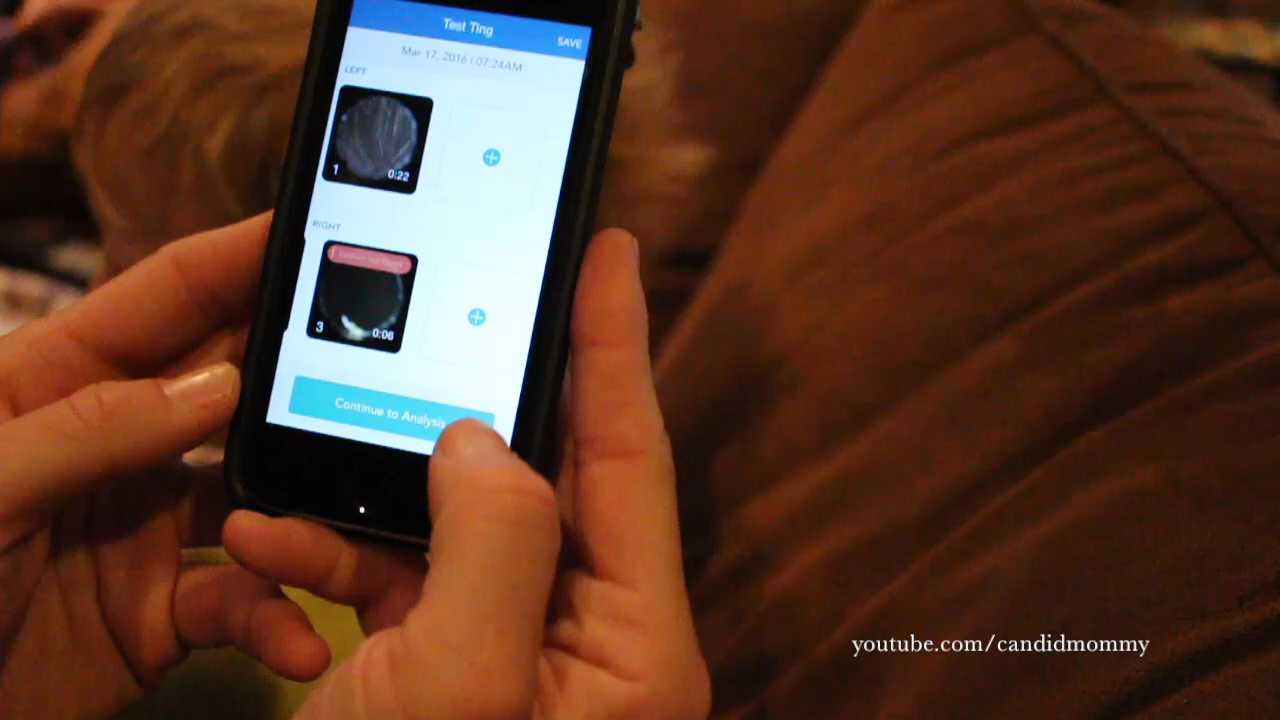 Test Ting
SAVE
Mar 17, 2016 | 07:24AM
LEFT
1
0:22
RIGHT
3
0:06
Continue to Analysis
youtube.com/candidmommy